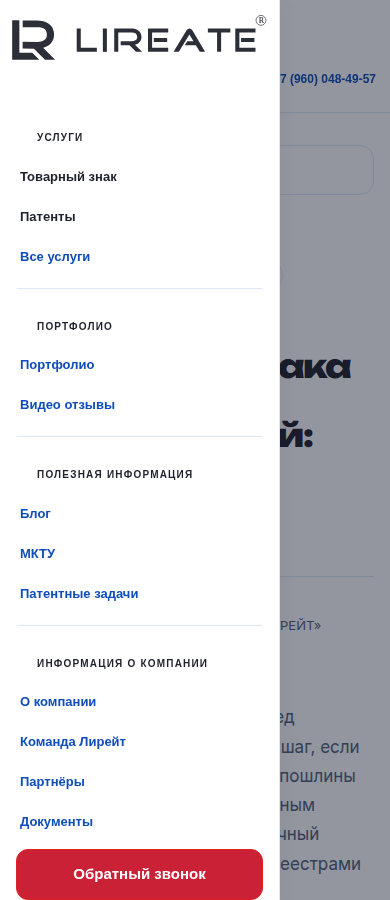 LIREATE®
7 (960) 048-49-57
УСЛУГИ
Товарный знак
Патенты
Все услуги
ПОРТФОЛИО
Портфолио
Видео отзывы
ПОЛЕЗНАЯ ИНФОРМАЦИЯ
Блог
МКТУ
Патентные задачи
ИНФОРМАЦИЯ О КОМПАНИИ
О компании
Команда Лирейт
Партнёры
Документы
Обратный звонок
ака
й:
РЕЙТ»
ед
шаг, если
пошлины
ным
чный
еестрами